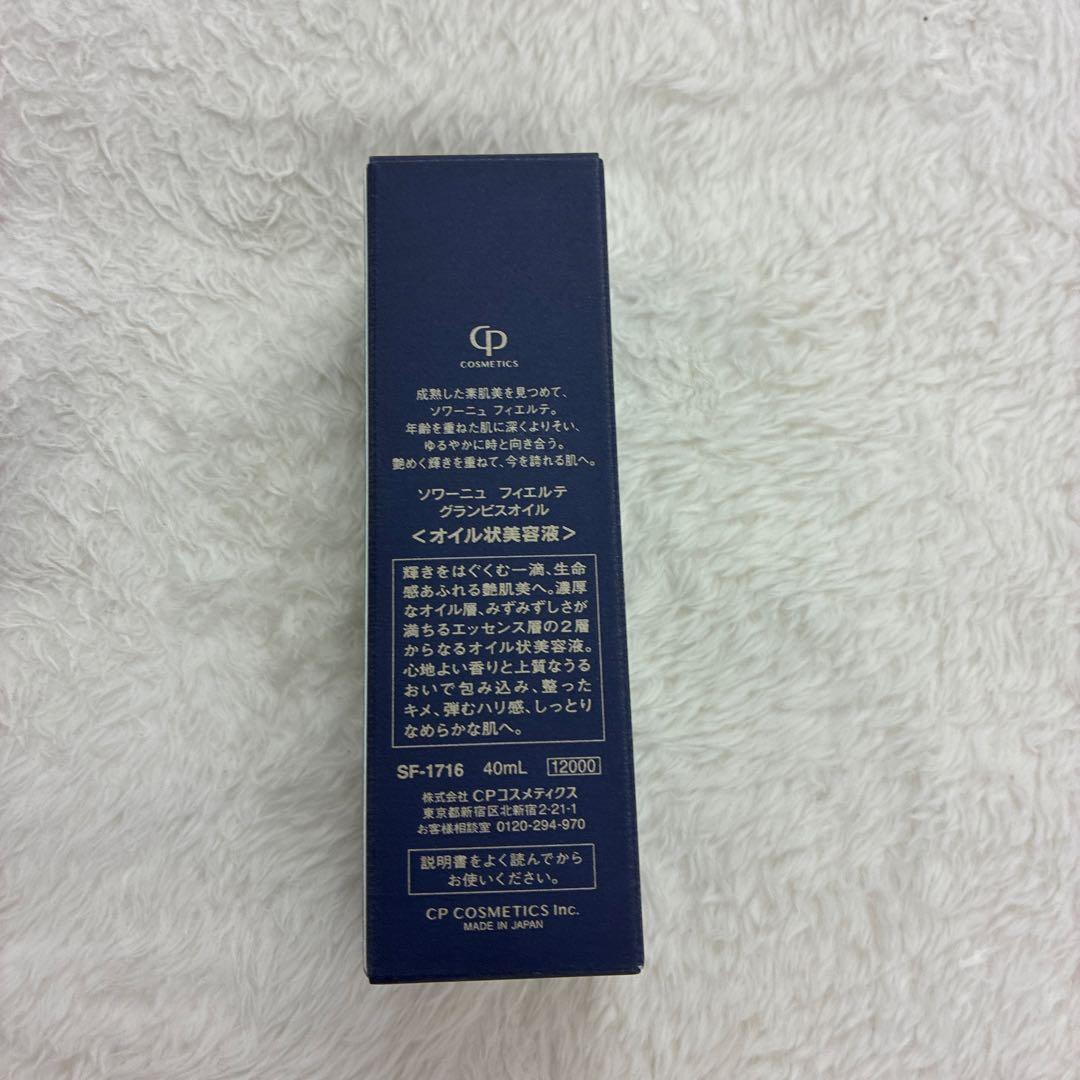 CP
COSMETICS
成熟した素肌美を見つめて、
ソワーニュ フィエルテ。
年齢を重ねた肌に深くよりそい、
ゆるやかに時と向き合う。
艶めく輝きを重ねて、今を誇れる肌へ。
ソワーニュ フィエルテ
グランビスオイル
<オイル状美容液>
輝きをはぐくむ一滴、生命
感あふれる艶肌美へ。濃厚
なオイル層、みずみずしさが
満ちるエッセンス層の2層
からなるオイル状美容液。
心地よい香りと上質なうる
おいで包み込み、整った
キメ、弾むハリ感、しっとり
なめらかな肌へ。
SF-1716 40mL 12000
株式会社 CPコスメティクス
東京都新宿区北新宿2-21-1
お客様相談室 0120-294-970
説明書をよく読んでから
お使いください。
CP COSMETICS Inc.
MADE IN JAPAN